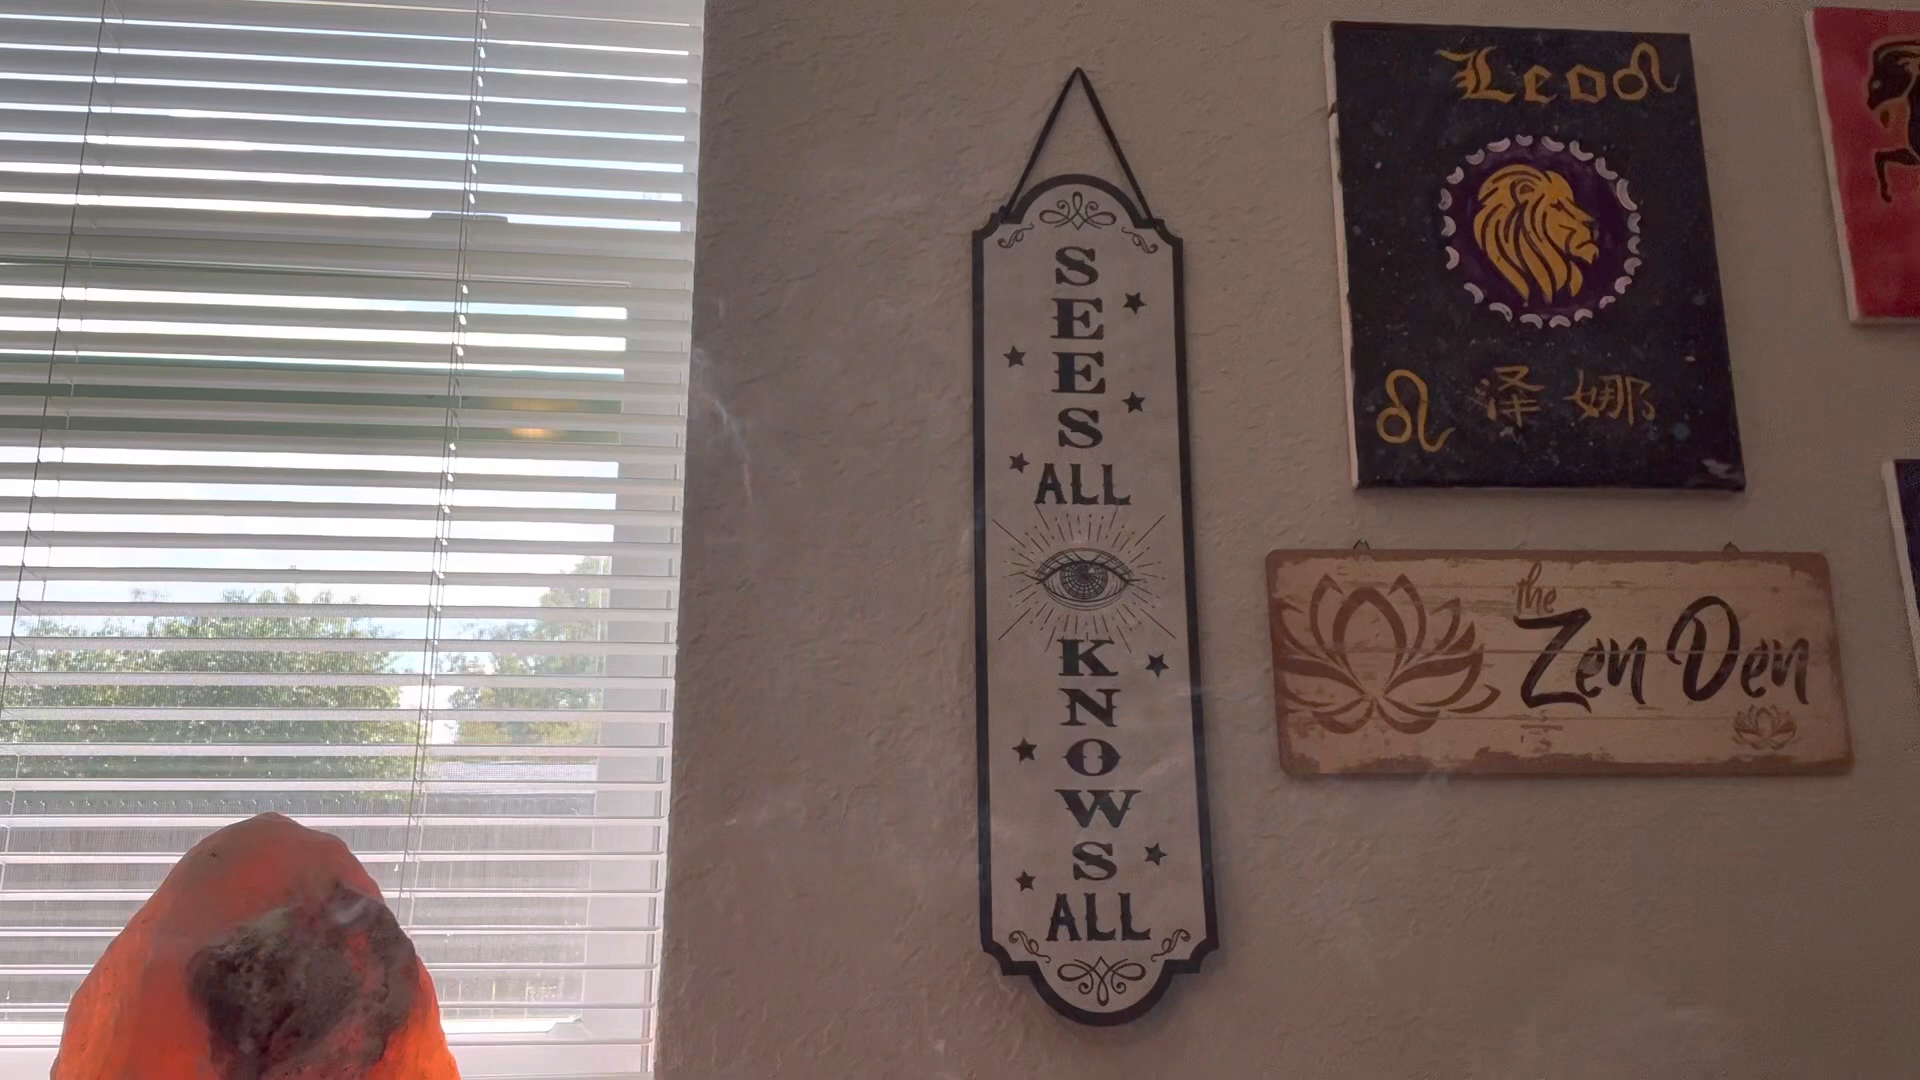 SEES
ALL
KNOWS
ALL
Leo♌
♌ 泽 娜
the
Zen Den